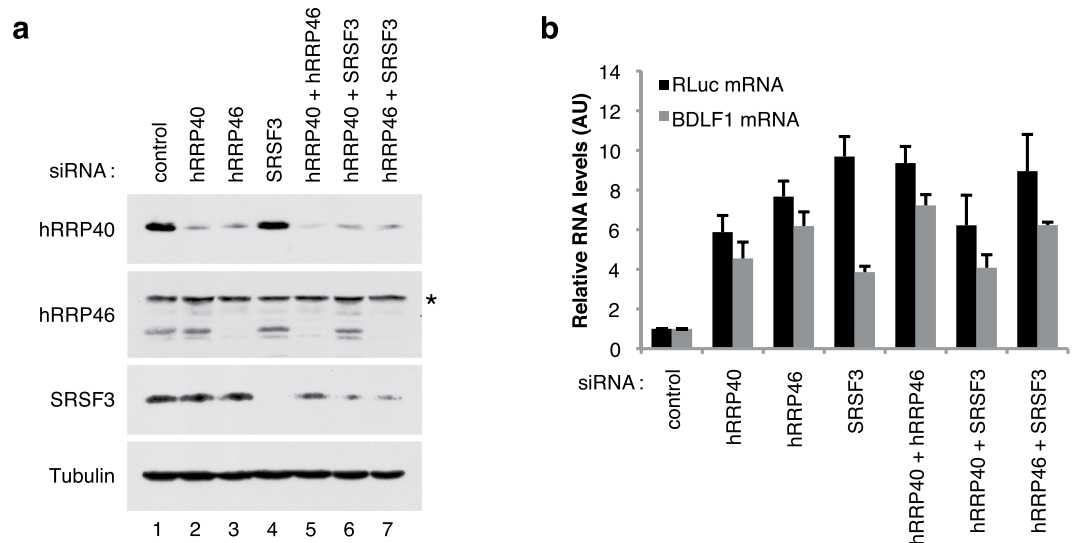 a
siRNA :
control
hRRP40
hRRP46
SRSF3
hRRP40 + hRRP46
hRRP40 + SRSF3
hRRP46 + SRSF3
hRRP40
hRRP46
*
SRSF3
Tubulin
1 2 3 4 5 6 7
b
Relative RNA levels (AU)
14
12
10
8
6
4
2
0
RLuc mRNA
BDLF1 mRNA
siRNA :
control
hRRP40
hRRP46
SRSF3
hRRP40 + hRRP46
hRRP40 + SRSF3
hRRP46 + SRSF3